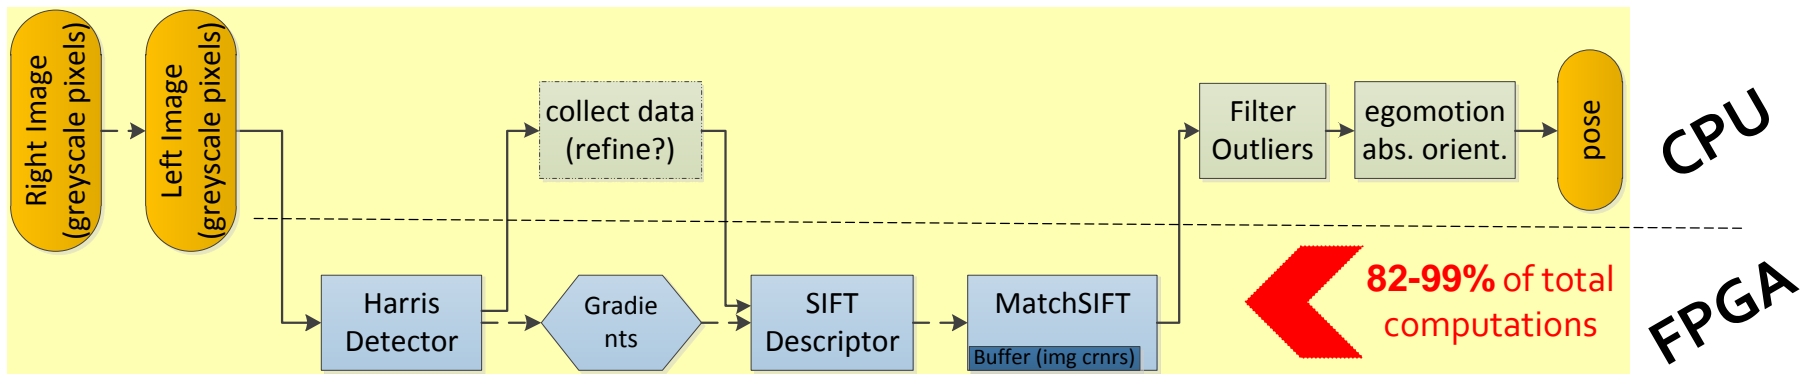 Right Image
(greyscale pixels)
Left Image
(greyscale pixels)
collect data
(refine?)
Filter
Outliers
egomotion
abs. orient.
pose
CPU
Harris
Detector
Gradie
nts
SIFT
Descriptor
MatchSIFT
Buffer (img crnrs)
82-99% of total
computations
FPGA